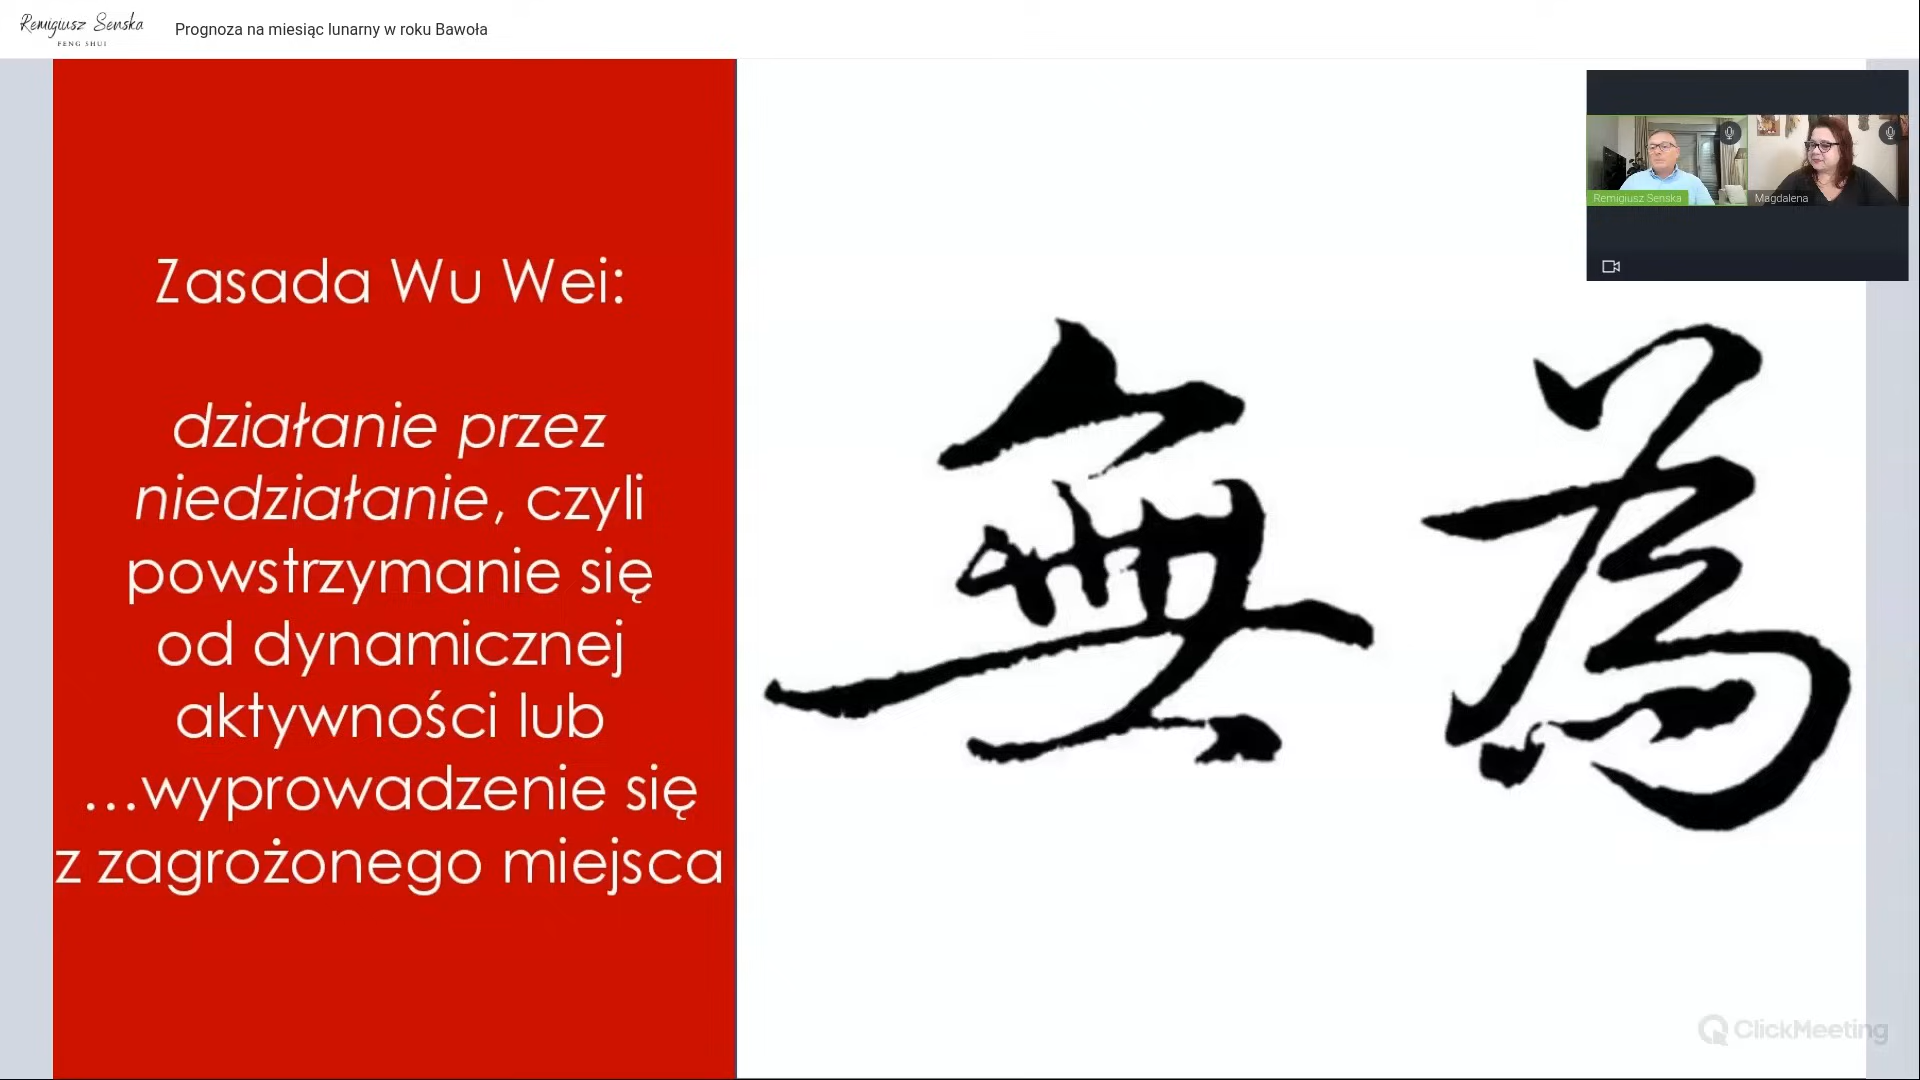 Remigiusz Senska
FENG SHUI
Prognoza na miesiąc lunarny w roku Bawoła
Zasada Wu Wei:
działanie przez
niedziałanie, czyli
powstrzymanie się
od dynamicznej
aktywności lub
...wyprowadzenie się
z zagrożonego miejsca
無為
Remigiusz Senska
Magdalena
ClickMeeting